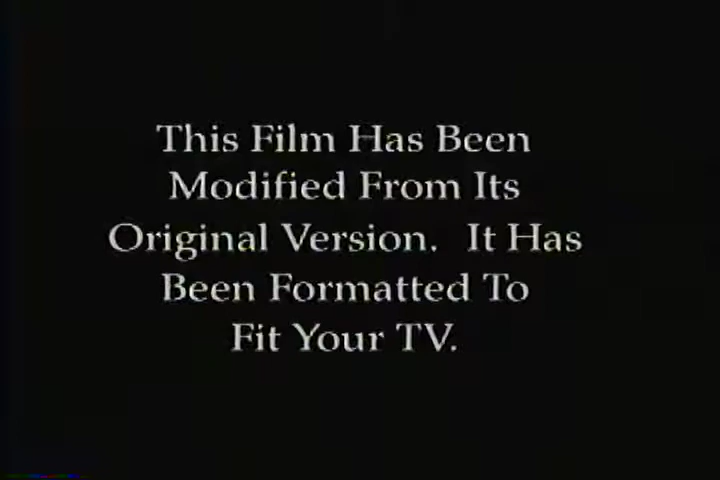 This Film Has Been
Modified From Its
Original Version.  It Has
Been Formatted To
Fit Your TV.